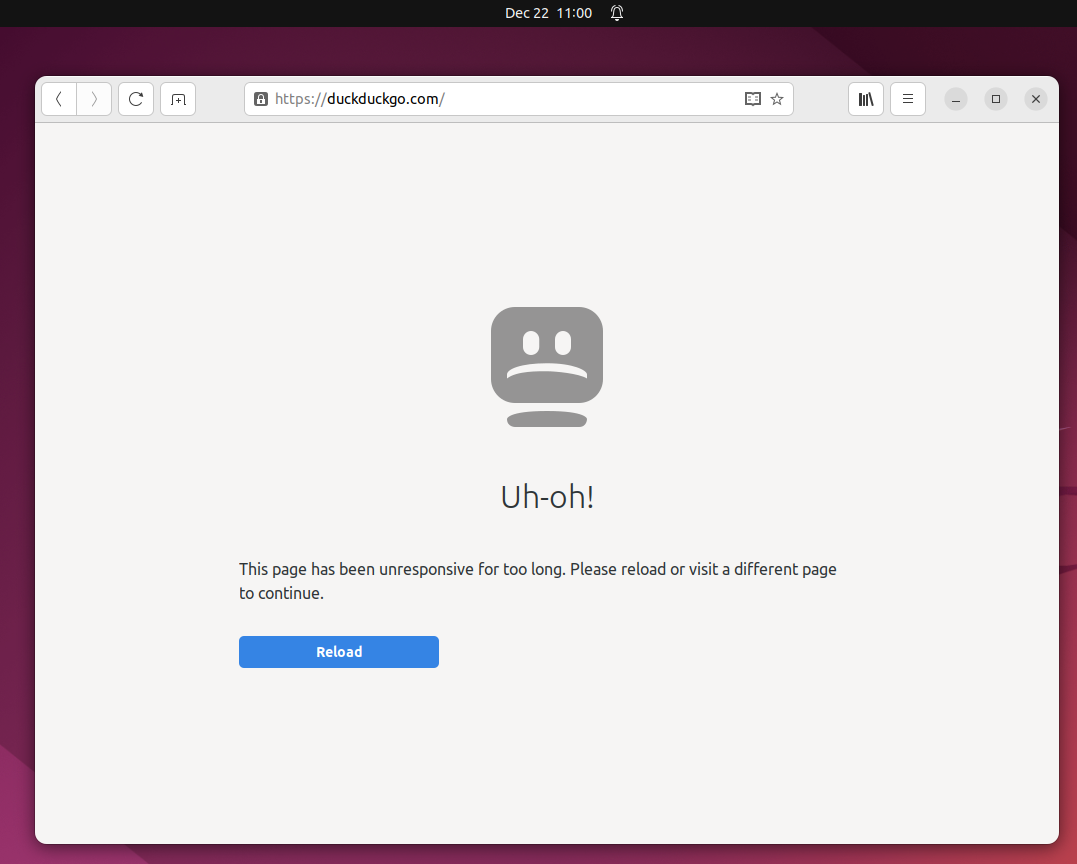 Dec 22 11:00
https://duckduckgo.com/
Uh-oh!
This page has been unresponsive for too long. Please reload or visit a different page
to continue.
Reload